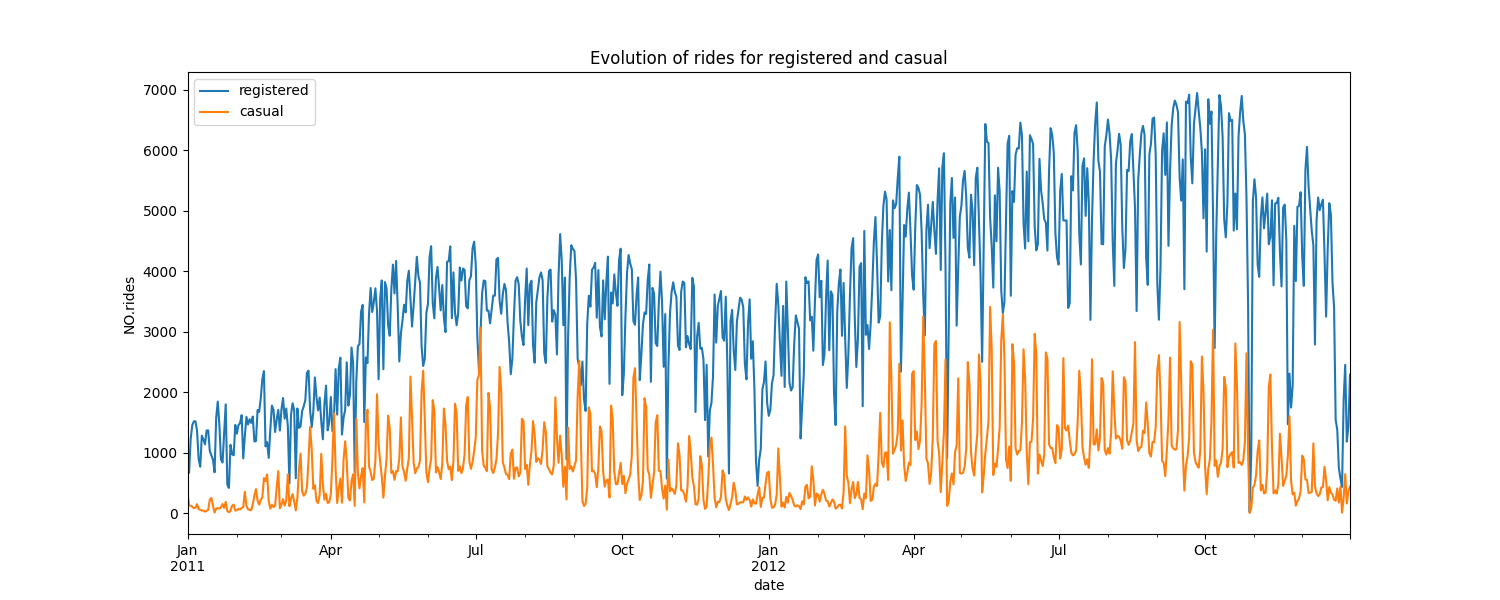 Evolution of rides for registered and casual
registered
casual
7000
6000
5000
4000
3000
2000
1000
0
NO.rides
Jan Apr Jul Oct Jan Apr Jul Oct
2011 2012
date